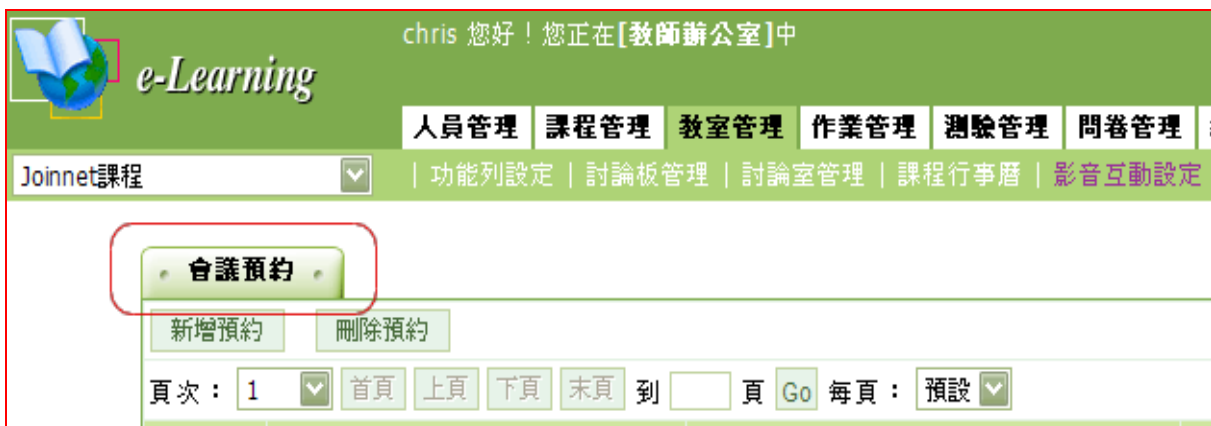 chris 您好！您正在[教師辦公室]中
e-Learning
人員管理 課程管理 教室管理 作業管理 測驗管理 問卷管理
Joinnet課程
| 功能列設定 | 討論板管理 | 討論室管理 | 課程行事曆 | 影音互動設定
會議預約
新增預約 刪除預約
頁次： 1 首頁 上頁 下頁 末頁 到 頁 Go 每頁： 預設